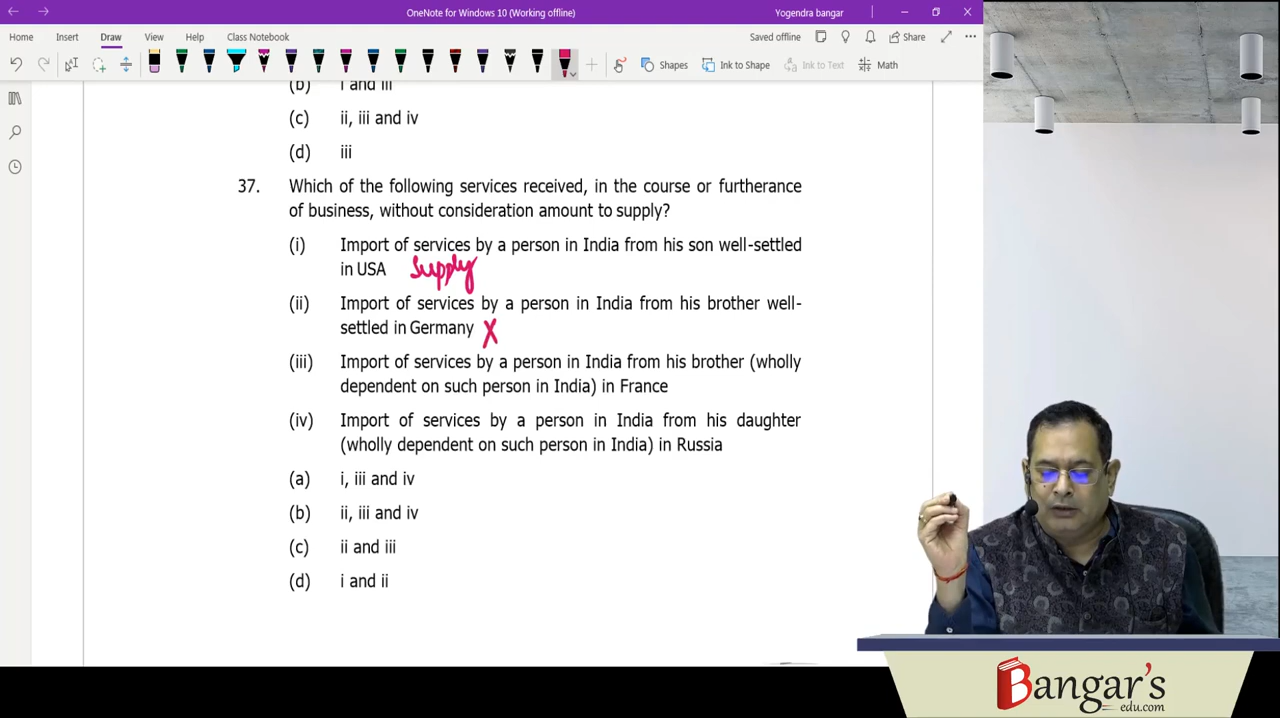 OneNote for Windows 10 (Working offline)
Yogendra bangar
Home Insert Draw View Help Class Notebook
Saved offline
Share
Shapes
Ink to Shape
Ink to Text
Math
(b) i and iii
(c) ii, iii and iv
(d) iii
37. Which of the following services received, in the course or furtherance
of business, without consideration amount to supply?
(i) Import of services by a person in India from his son well-settled
in USA Supply
(ii) Import of services by a person in India from his brother well-
settled in Germany X
(iii) Import of services by a person in India from his brother (wholly
dependent on such person in India) in France
(iv) Import of services by a person in India from his daughter
(wholly dependent on such person in India) in Russia
(a) i, iii and iv
(b) ii, iii and iv
(c) ii and iii
(d) i and ii
Bangar's
edu.com